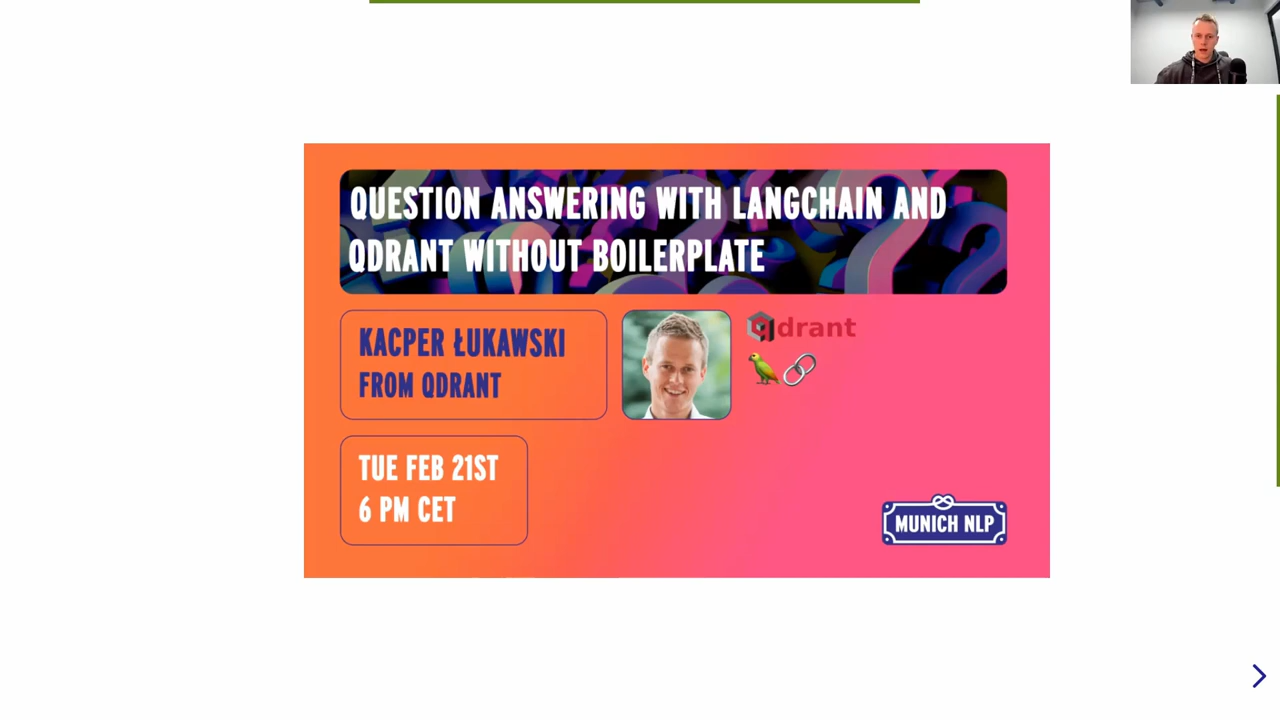 QUESTION ANSWERING WITH LANGCHAIN AND
QDRANT WITHOUT BOILERPLATE
KACPER ŁUKAWSKI
FROM QDRANT
qdrant
TUE FEB 21ST
6 PM CET
MUNICH NLP